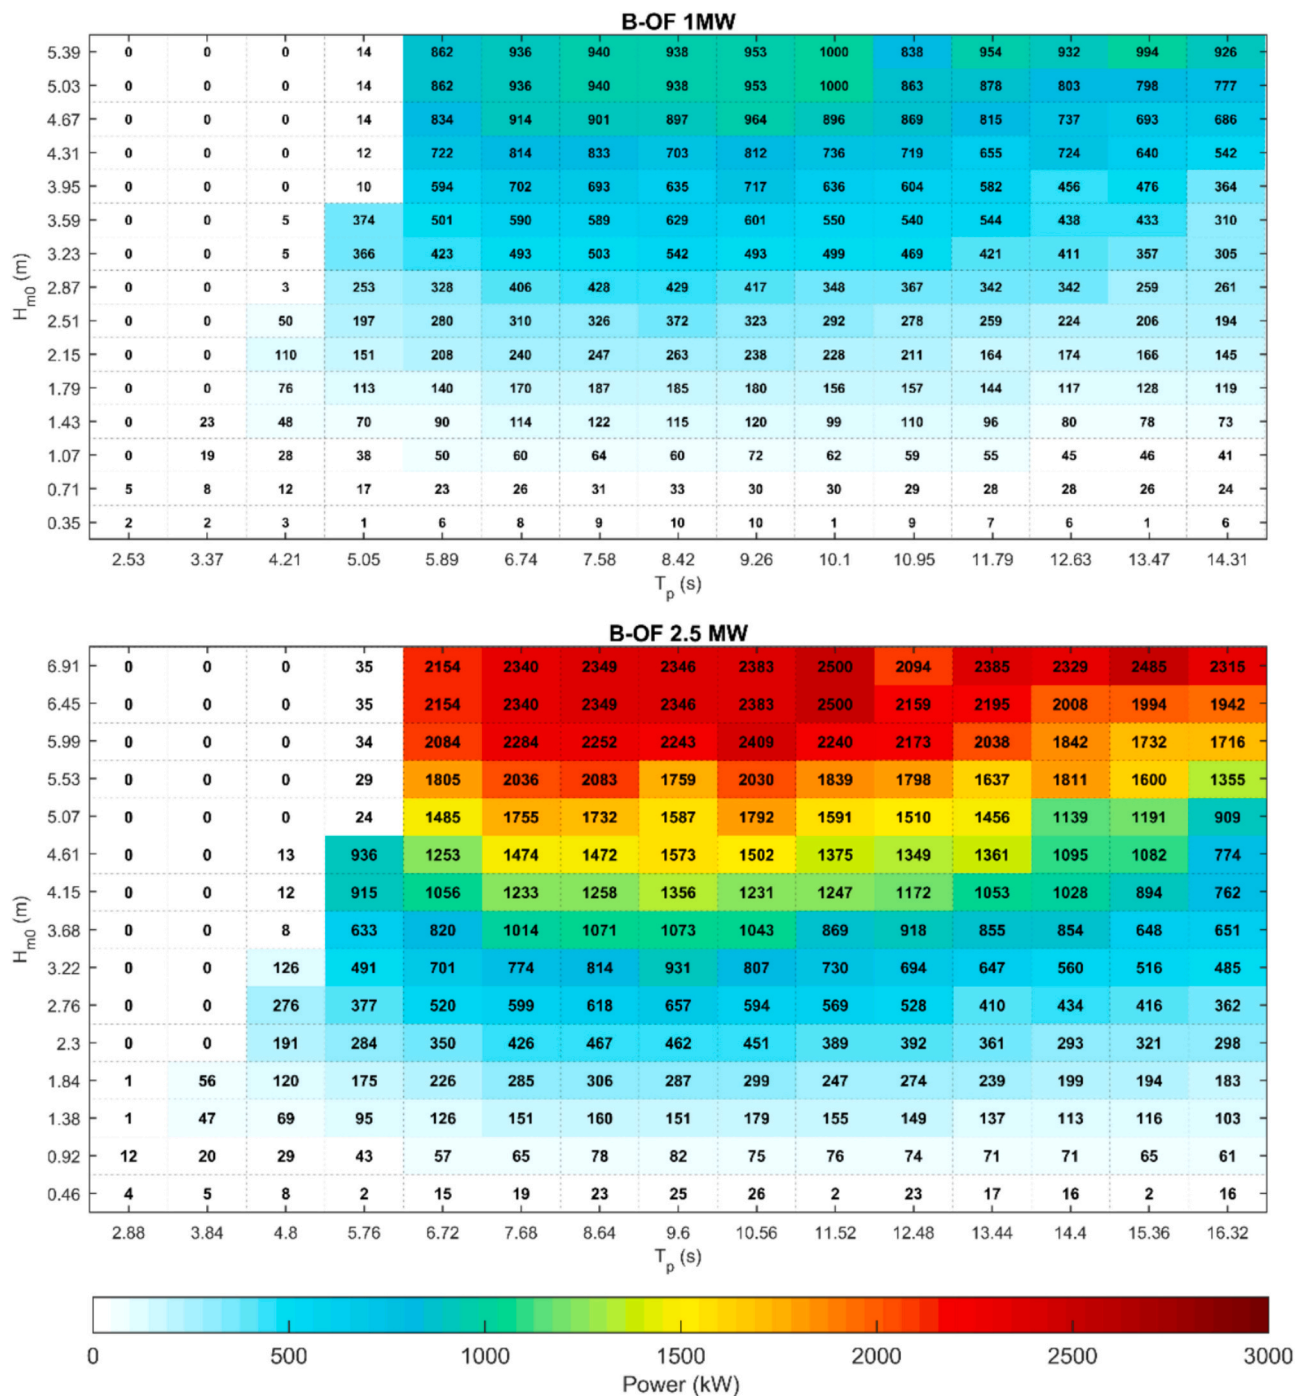 B-OF 1MW
5.39 0 0 0 14 862 936 940 938 953 1000 838 954 932 994 926
5.03 0 0 0 14 862 936 940 938 953 1000 863 878 803 798 777
4.67 0 0 0 14 834 914 901 897 964 896 869 815 737 693 686
4.31 0 0 0 12 722 814 833 703 812 736 719 655 724 640 542
3.95 0 0 0 10 594 702 693 635 717 636 604 582 456 476 364
3.59 0 0 5 374 501 590 589 629 601 550 540 544 438 433 310
3.23 0 0 5 366 423 493 503 542 493 499 469 421 411 357 305
2.87 0 0 3 253 328 406 428 429 417 348 367 342 342 259 261
2.51 0 0 50 197 280 310 326 372 323 292 278 259 224 206 194
2.15 0 0 110 151 208 240 247 263 238 228 211 164 174 166 145
1.79 0 0 76 113 140 170 187 185 180 156 157 144 117 128 119
1.43 0 23 48 70 90 114 122 115 120 99 110 96 80 78 73
1.07 0 19 28 38 50 60 64 60 72 62 59 55 45 46 41
0.71 5 8 12 17 23 26 31 33 30 30 29 28 28 26 24
0.35 2 2 3 1 6 8 9 10 10 1 9 7 6 1 6
2.53 3.37 4.21 5.05 5.89 6.74 7.58 8.42 9.26 10.1 10.95 11.79 12.63 13.47 14.31
H_m0 (m)
T_p (s)
B-OF 2.5 MW
6.91 0 0 0 35 2154 2340 2349 2346 2383 2500 2094 2385 2329 2485 2315
6.45 0 0 0 35 2154 2340 2349 2346 2383 2500 2159 2195 2008 1994 1942
5.99 0 0 0 34 2084 2284 2252 2243 2409 2240 2173 2038 1842 1732 1716
5.53 0 0 0 29 1805 2036 2083 1759 2030 1839 1798 1637 1811 1600 1355
5.07 0 0 0 24 1485 1755 1732 1587 1792 1591 1510 1456 1139 1191 909
4.61 0 0 13 936 1253 1474 1472 1573 1502 1375 1349 1361 1095 1082 774
4.15 0 0 12 915 1056 1233 1258 1356 1231 1247 1172 1053 1028 894 762
3.68 0 0 8 633 820 1014 1071 1073 1043 869 918 855 854 648 651
3.22 0 0 126 491 701 774 814 931 807 730 694 647 560 516 485
2.76 0 0 276 377 520 599 618 657 594 569 528 410 434 416 362
2.3 0 0 191 284 350 426 467 462 451 389 392 361 293 321 298
1.84 1 56 120 175 226 285 306 287 299 247 274 239 199 194 183
1.38 1 47 69 95 126 151 160 151 179 155 149 137 113 116 103
0.92 12 20 29 43 57 65 78 82 75 76 74 71 71 65 61
0.46 4 5 8 2 15 19 23 25 26 2 23 17 16 2 16
2.88 3.84 4.8 5.76 6.72 7.68 8.64 9.6 10.56 11.52 12.48 13.44 14.4 15.36 16.32
H_m0 (m)
T_p (s)
0 500 1000 1500 2000 2500 3000
Power (kW)